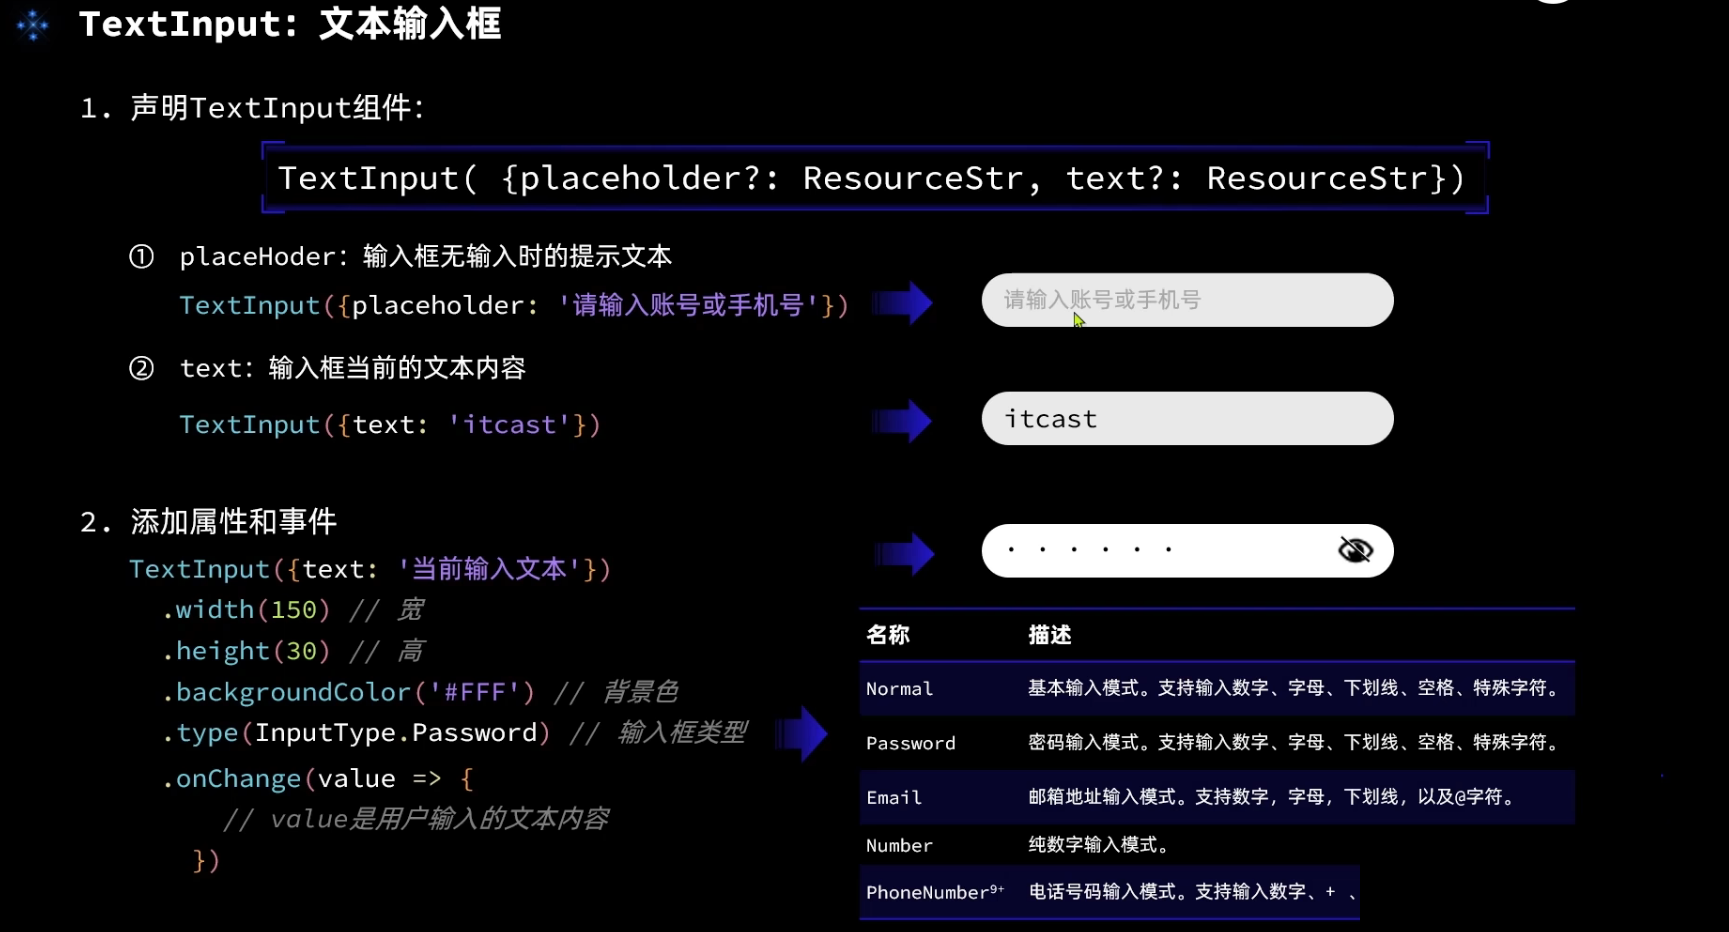 TextInput: 文本输入框
1. 声明TextInput组件:
TextInput( {placeholder?: ResourceStr, text?: ResourceStr})
① placeHoder: 输入框无输入时的提示文本
TextInput({placeholder: '请输入账号或手机号'})
请输入账号或手机号
② text: 输入框当前的文本内容
TextInput({text: 'itcast'})
itcast
2. 添加属性和事件
TextInput({text: '当前输入文本'})
.width(150) // 宽
.height(30) // 高
.backgroundColor('#FFF') // 背景色
.type(InputType.Password) // 输入框类型
.onChange(value => {
// value是用户输入的文本内容
})
名称 描述
Normal 基本输入模式。支持输入数字、字母、下划线、空格、特殊字符。
Password 密码输入模式。支持输入数字、字母、下划线、空格、特殊字符。
Email 邮箱地址输入模式。支持数字，字母，下划线，以及@字符。
Number 纯数字输入模式。
PhoneNumber⁹⁺ 电话号码输入模式。支持输入数字、+ 、